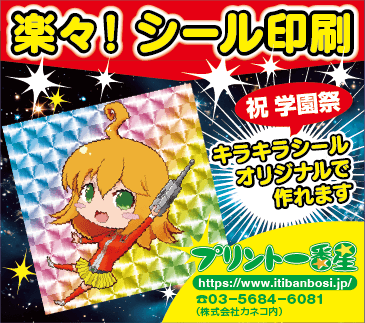 楽々！シール印刷
祝 学園祭
キラキラシール
オリジナルで
作れます
プリント一番星
https://www.itibanbosi.jp/
☎03-5684-6081
（株式会社カネコ内）